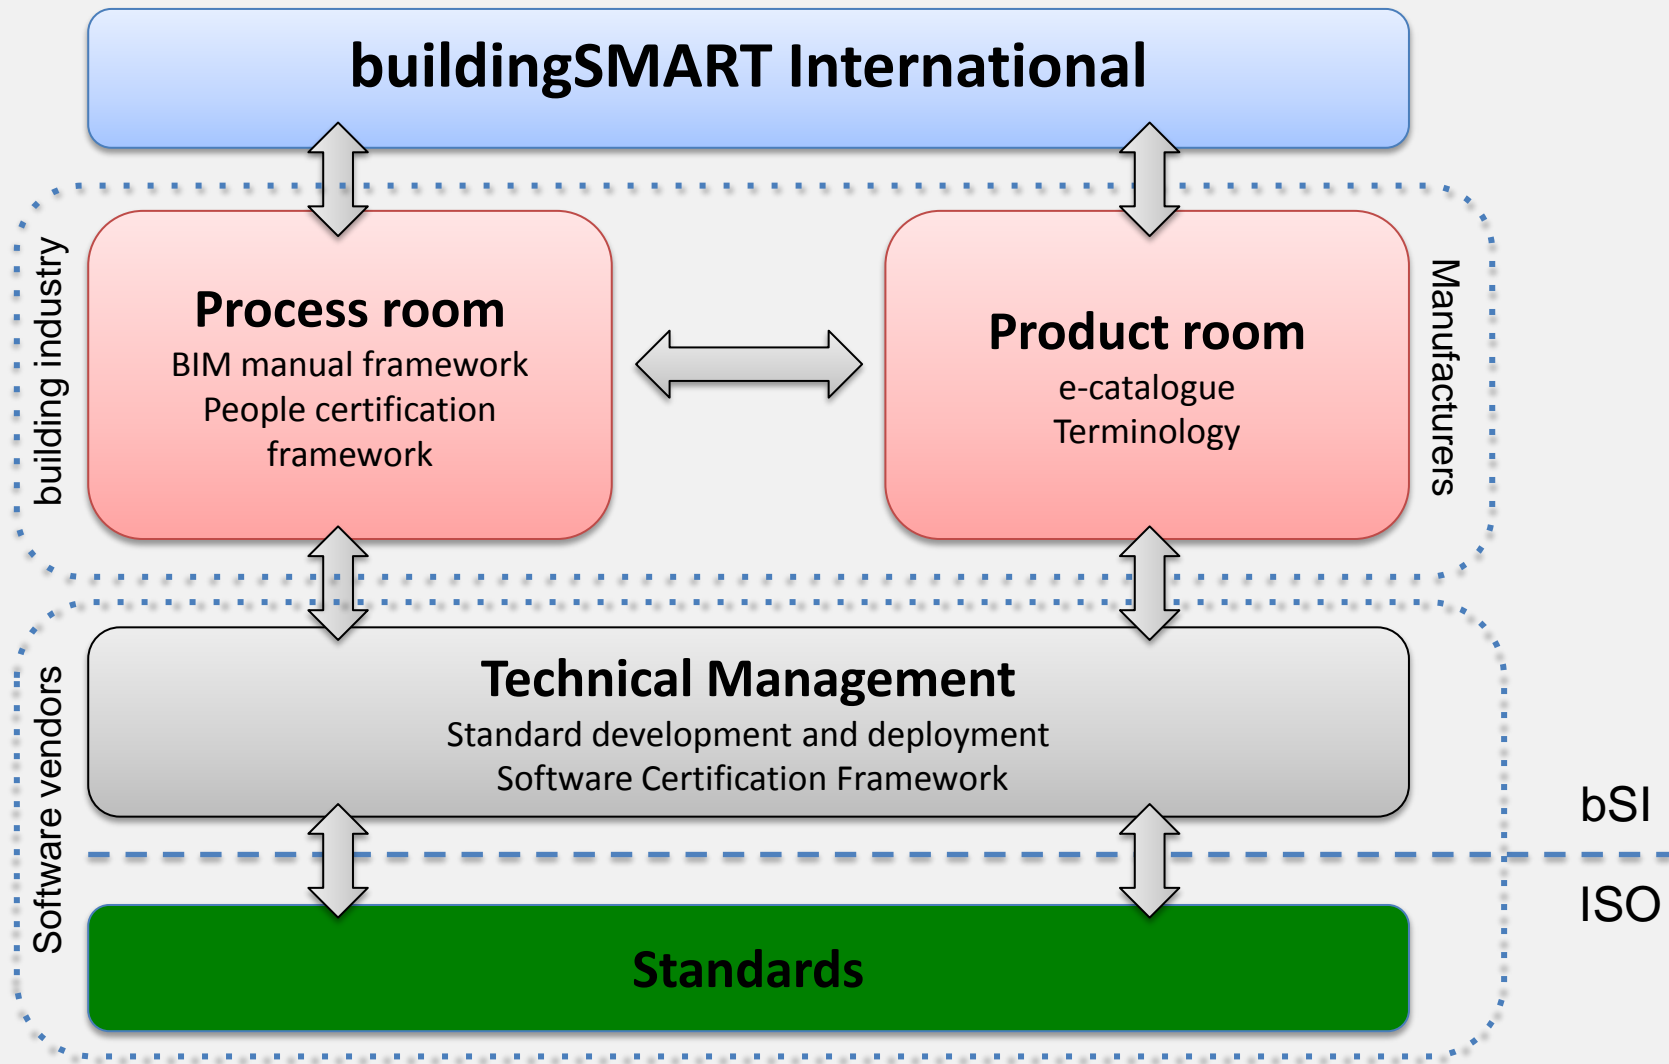 buildingSMART International
building industry
Process room
BIM manual framework
People certification
framework
Product room
e-catalogue
Terminology
Manufacturers
Software vendors
Technical Management
Standard development and deployment
Software Certification Framework
bSI
ISO
Standards